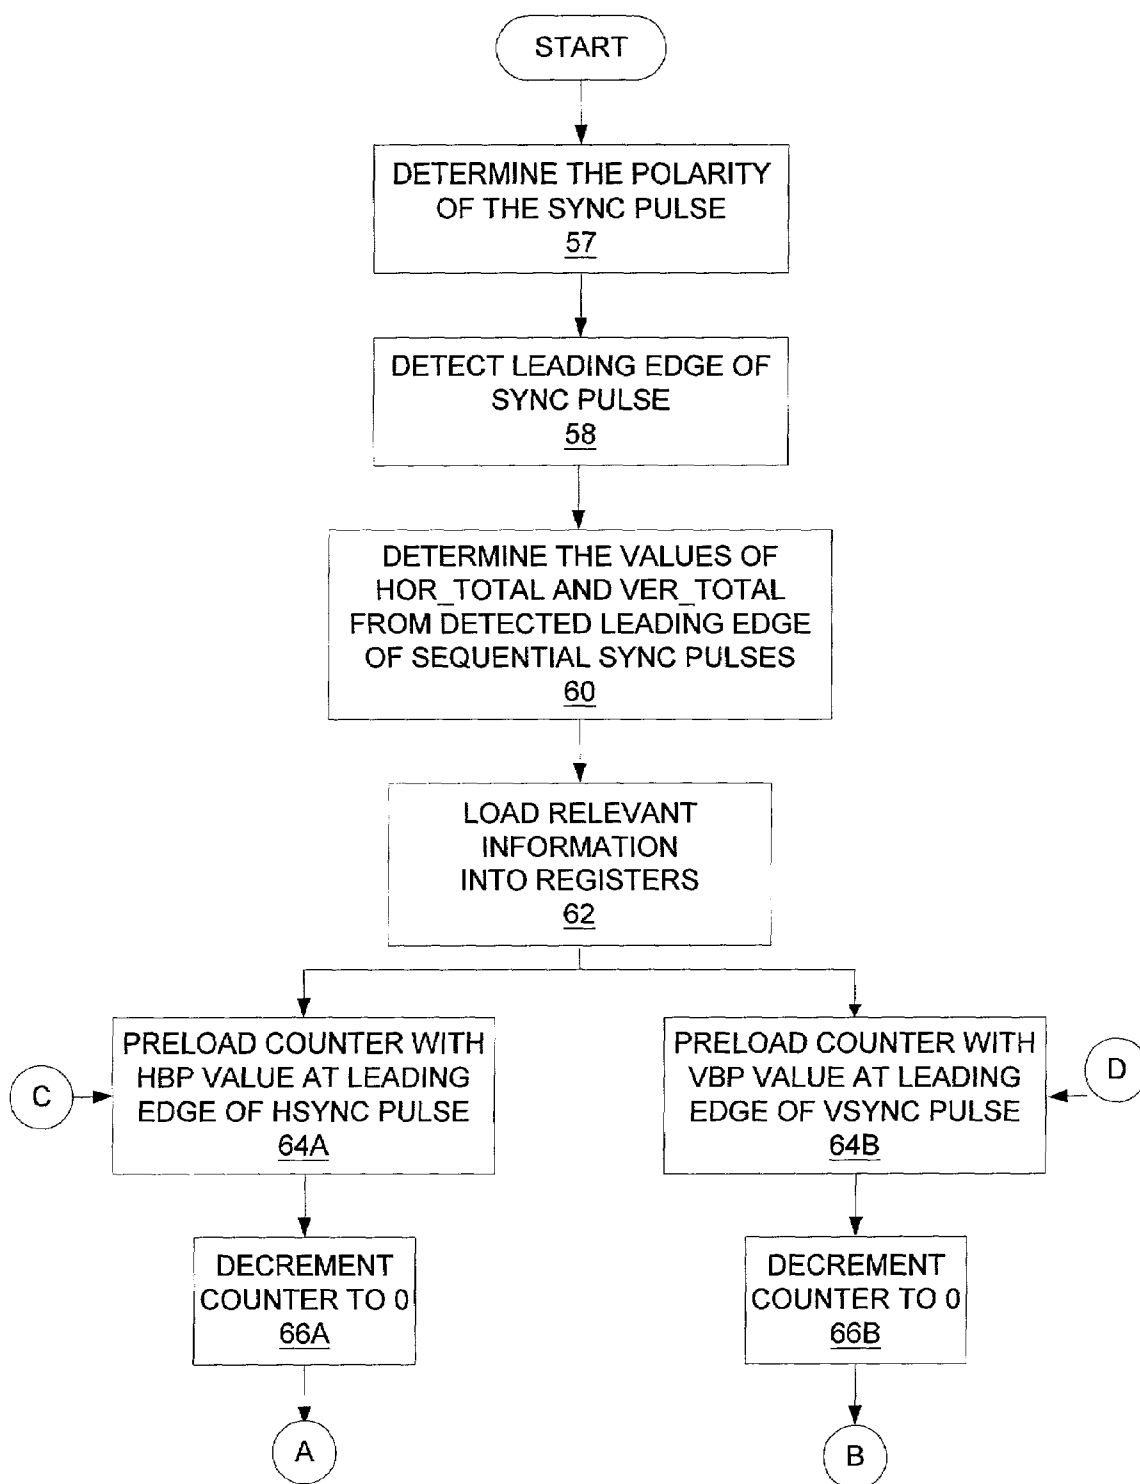 START
DETERMINE THE POLARITY
OF THE SYNC PULSE
57
DETECT LEADING EDGE OF
SYNC PULSE
58
DETERMINE THE VALUES OF
HOR_TOTAL AND VER_TOTAL
FROM DETECTED LEADING EDGE
OF SEQUENTIAL SYNC PULSES
60
LOAD RELEVANT
INFORMATION
INTO REGISTERS
62
C
PRELOAD COUNTER WITH
HBP VALUE AT LEADING
EDGE OF HSYNC PULSE
64A
PRELOAD COUNTER WITH
VBP VALUE AT LEADING
EDGE OF VSYNC PULSE
64B
D
DECREMENT
COUNTER TO 0
66A
DECREMENT
COUNTER TO 0
66B
A
B